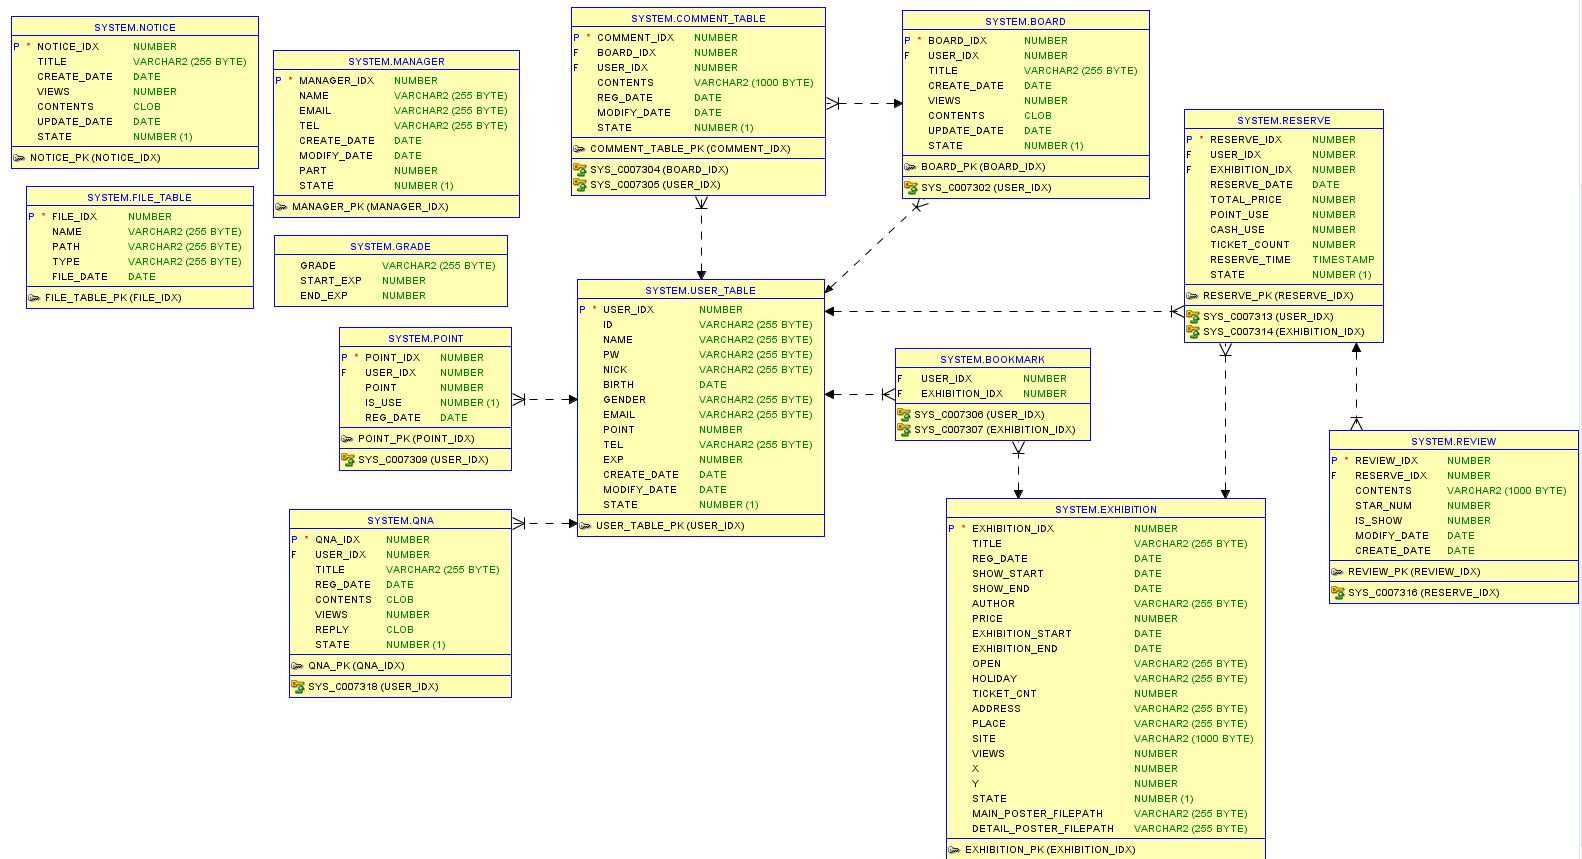 SYSTEM.NOTICE
P * NOTICE_IDX NUMBER
TITLE VARCHAR2 (255 BYTE)
CREATE_DATE DATE
VIEWS NUMBER
CONTENTS CLOB
UPDATE_DATE DATE
STATE NUMBER (1)
NOTICE_PK (NOTICE_IDX)
SYSTEM.FILE_TABLE
P * FILE_IDX NUMBER
NAME VARCHAR2 (255 BYTE)
PATH VARCHAR2 (255 BYTE)
TYPE VARCHAR2 (255 BYTE)
FILE_DATE DATE
FILE_TABLE_PK (FILE_IDX)
SYSTEM.MANAGER
P * MANAGER_IDX NUMBER
NAME VARCHAR2 (255 BYTE)
EMAIL VARCHAR2 (255 BYTE)
TEL VARCHAR2 (255 BYTE)
CREATE_DATE DATE
MODIFY_DATE DATE
PART NUMBER
STATE NUMBER (1)
MANAGER_PK (MANAGER_IDX)
SYSTEM.GRADE
GRADE VARCHAR2 (255 BYTE)
START_EXP NUMBER
END_EXP NUMBER
SYSTEM.POINT
P * POINT_IDX NUMBER
F USER_IDX NUMBER
POINT NUMBER
IS_USE NUMBER (1)
REG_DATE DATE
POINT_PK (POINT_IDX)
SYS_C007309 (USER_IDX)
SYSTEM.QNA
P * QNA_IDX NUMBER
F USER_IDX NUMBER
TITLE VARCHAR2 (255 BYTE)
REG_DATE DATE
CONTENTS CLOB
VIEWS NUMBER
REPLY CLOB
STATE NUMBER (1)
QNA_PK (QNA_IDX)
SYS_C007318 (USER_IDX)
SYSTEM.COMMENT_TABLE
P * COMMENT_IDX NUMBER
F BOARD_IDX NUMBER
F USER_IDX NUMBER
CONTENTS VARCHAR2 (1000 BYTE)
REG_DATE DATE
MODIFY_DATE DATE
STATE NUMBER (1)
COMMENT_TABLE_PK (COMMENT_IDX)
SYS_C007304 (BOARD_IDX)
SYS_C007305 (USER_IDX)
SYSTEM.USER_TABLE
P * USER_IDX NUMBER
ID VARCHAR2 (255 BYTE)
NAME VARCHAR2 (255 BYTE)
PW VARCHAR2 (255 BYTE)
NICK VARCHAR2 (255 BYTE)
BIRTH DATE
GENDER VARCHAR2 (255 BYTE)
EMAIL VARCHAR2 (255 BYTE)
POINT NUMBER
TEL VARCHAR2 (255 BYTE)
EXP NUMBER
CREATE_DATE DATE
MODIFY_DATE DATE
STATE NUMBER (1)
USER_TABLE_PK (USER_IDX)
SYSTEM.BOARD
P * BOARD_IDX NUMBER
F USER_IDX NUMBER
TITLE VARCHAR2 (255 BYTE)
CREATE_DATE DATE
VIEWS NUMBER
CONTENTS CLOB
UPDATE_DATE DATE
STATE NUMBER (1)
BOARD_PK (BOARD_IDX)
SYS_C007302 (USER_IDX)
SYSTEM.BOOKMARK
F USER_IDX NUMBER
F EXHIBITION_IDX NUMBER
SYS_C007306 (USER_IDX)
SYS_C007307 (EXHIBITION_IDX)
SYSTEM.EXHIBITION
P * EXHIBITION_IDX NUMBER
TITLE VARCHAR2 (255 BYTE)
REG_DATE DATE
SHOW_START DATE
SHOW_END DATE
AUTHOR VARCHAR2 (255 BYTE)
PRICE NUMBER
EXHIBITION_START DATE
EXHIBITION_END DATE
OPEN VARCHAR2 (255 BYTE)
HOLIDAY VARCHAR2 (255 BYTE)
TICKET_CNT NUMBER
ADDRESS VARCHAR2 (255 BYTE)
PLACE VARCHAR2 (255 BYTE)
SITE VARCHAR2 (1000 BYTE)
VIEWS NUMBER
X NUMBER
Y NUMBER
STATE NUMBER (1)
MAIN_POSTER_FILEPATH VARCHAR2 (255 BYTE)
DETAIL_POSTER_FILEPATH VARCHAR2 (255 BYTE)
EXHIBITION_PK (EXHIBITION_IDX)
SYSTEM.RESERVE
P * RESERVE_IDX NUMBER
F USER_IDX NUMBER
F EXHIBITION_IDX NUMBER
RESERVE_DATE DATE
TOTAL_PRICE NUMBER
POINT_USE NUMBER
CASH_USE NUMBER
TICKET_COUNT NUMBER
RESERVE_TIME TIMESTAMP
STATE NUMBER (1)
RESERVE_PK (RESERVE_IDX)
SYS_C007313 (USER_IDX)
SYS_C007314 (EXHIBITION_IDX)
SYSTEM.REVIEW
P * REVIEW_IDX NUMBER
F RESERVE_IDX NUMBER
CONTENTS VARCHAR2 (1000 BYTE)
STAR_NUM NUMBER
IS_SHOW NUMBER
MODIFY_DATE DATE
CREATE_DATE DATE
REVIEW_PK (REVIEW_IDX)
SYS_C007316 (RESERVE_IDX)